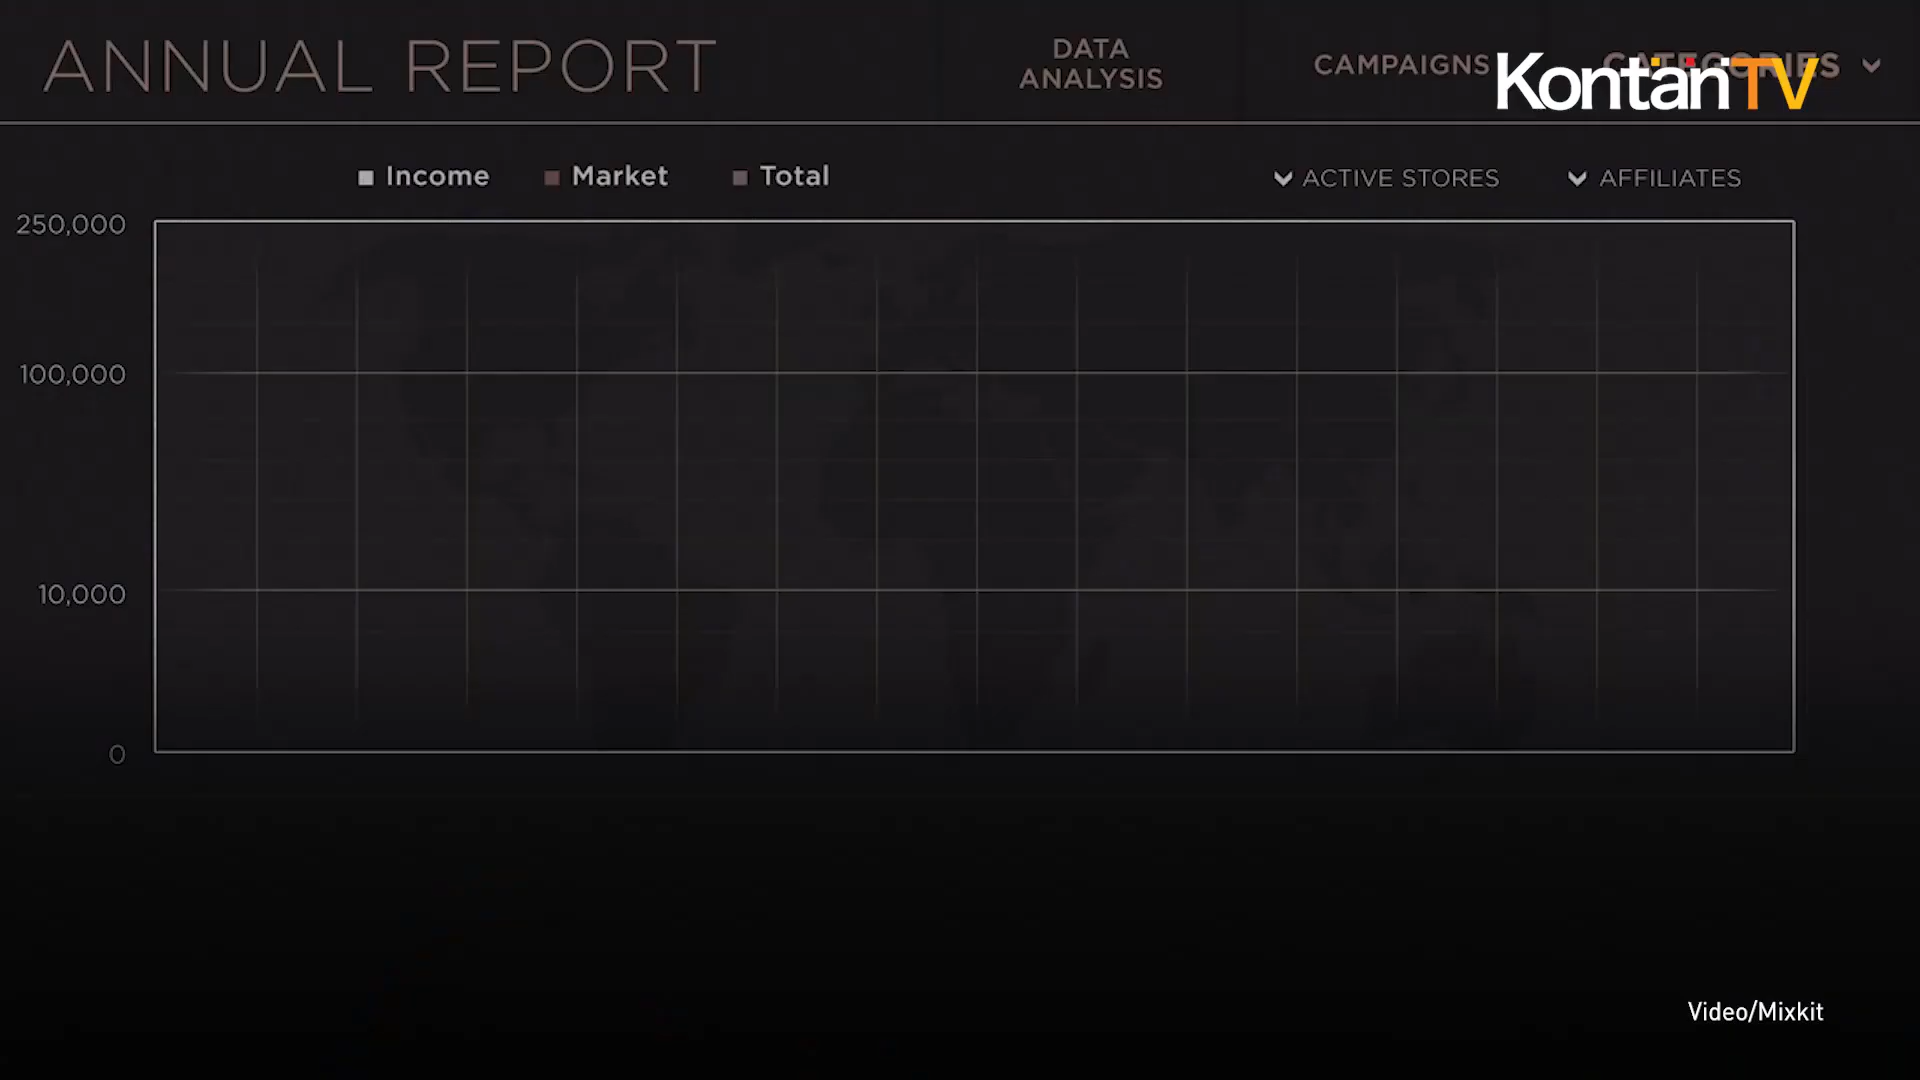 ANNUAL REPORT
DATA
ANALYSIS
CAMPAIGNS
CATEGORIES
KontanTV
Income
Market
Total
ACTIVE STORES
AFFILIATES
250,000
100,000
10,000
0
Video/Mixkit